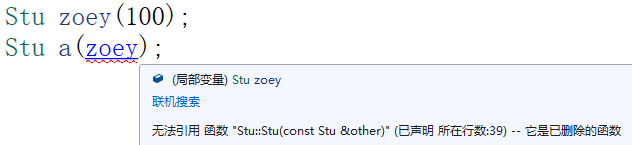 Stu zoey(100);
Stu a(zoey);
(局部变量) Stu zoey
联机搜索
无法引用 函数 "Stu::Stu(const Stu &other)" (已声明 所在行数:39) -- 它是已删除的函数